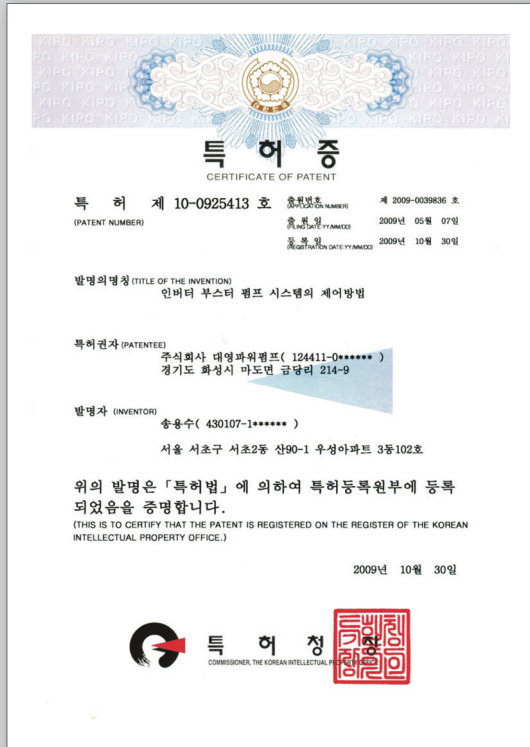 특 허 증
CERTIFICATE OF PATENT
특 허 제 10-0925413 호
(PATENT NUMBER)
출원번호 제 2009-0039836 호
(APPLICATION NUMBER)
출 원 일 2009년 05월 07일
(FILING DATE:YY/MM/DD)
등 록 일 2009년 10월 30일
(REGISTRATION DATE:YY/MM/DD)
발명의명칭(TITLE OF THE INVENTION)
인버터 부스터 펌프 시스템의 제어방법
특허권자(PATENTEE)
주식회사 대영파워펌프( 124411-0****** )
경기도 화성시 마도면 금당리 214-9
발명자 (INVENTOR)
송용수( 430107-1****** )
서울 서초구 서초2동 산90-1 우성아파트 3동102호
위의 발명은「특허법」에 의하여 특허등록원부에 등록
되었음을 증명합니다.
(THIS IS TO CERTIFY THAT THE PATENT IS REGISTERED ON THE REGISTER OF THE KOREAN
INTELLECTUAL PROPERTY OFFICE.)
2009년 10월 30일
특 허 청 장
COMMISSIONER, THE KOREAN INTELLECTUAL PROPERTY OFFICE